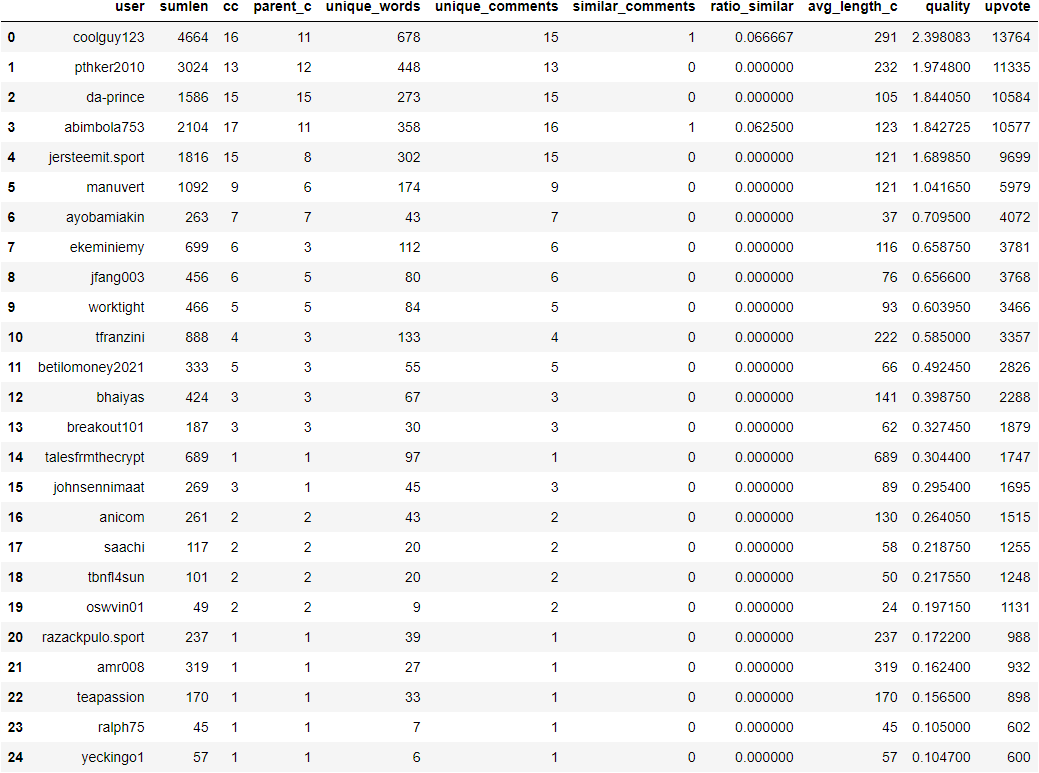 user sumlen cc parent_c unique_words unique_comments similar_comments ratio_similar avg_length_c quality upvote
0 coolguy123 4664 16 11 678 15 1 0.066667 291 2.398083 13764
1 pthker2010 3024 13 12 448 13 0 0.000000 232 1.974800 11335
2 da-prince 1586 15 15 273 15 0 0.000000 105 1.844050 10584
3 abimbola753 2104 17 11 358 16 1 0.062500 123 1.842725 10577
4 jersteemit.sport 1816 15 8 302 15 0 0.000000 121 1.689850 9699
5 manuvert 1092 9 6 174 9 0 0.000000 121 1.041650 5979
6 ayobamiakin 263 7 7 43 7 0 0.000000 37 0.709500 4072
7 ekeminiemy 699 6 3 112 6 0 0.000000 116 0.658750 3781
8 jfang003 456 6 5 80 6 0 0.000000 76 0.656600 3768
9 worktight 466 5 5 84 5 0 0.000000 93 0.603950 3466
10 tfranzini 888 4 3 133 4 0 0.000000 222 0.585000 3357
11 betilomoney2021 333 5 3 55 5 0 0.000000 66 0.492450 2826
12 bhaiyas 424 3 3 67 3 0 0.000000 141 0.398750 2288
13 breakout101 187 3 3 30 3 0 0.000000 62 0.327450 1879
14 talesfrmthecrypt 689 1 1 97 1 0 0.000000 689 0.304400 1747
15 johnsennimaat 269 3 1 45 3 0 0.000000 89 0.295400 1695
16 anicom 261 2 2 43 2 0 0.000000 130 0.264050 1515
17 saachi 117 2 2 20 2 0 0.000000 58 0.218750 1255
18 tbnfl4sun 101 2 2 20 2 0 0.000000 50 0.217550 1248
19 oswvin01 49 2 2 9 2 0 0.000000 24 0.197150 1131
20 razackpulo.sport 237 1 1 39 1 0 0.000000 237 0.172200 988
21 amr008 319 1 1 27 1 0 0.000000 319 0.162400 932
22 teapassion 170 1 1 33 1 0 0.000000 170 0.156500 898
23 ralph75 45 1 1 7 1 0 0.000000 45 0.105000 602
24 yeckingo1 57 1 1 6 1 0 0.000000 57 0.104700 600